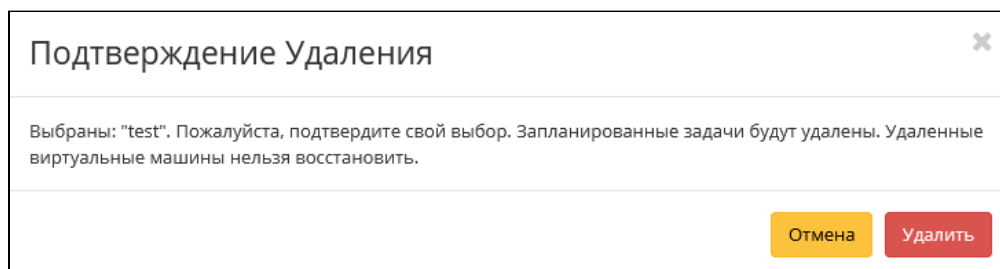 Подтверждение Удаления
Выбраны: "test". Пожалуйста, подтвердите свой выбор. Запланированные задачи будут удалены. Удаленные
виртуальные машины нельзя восстановить.
Отмена Удалить